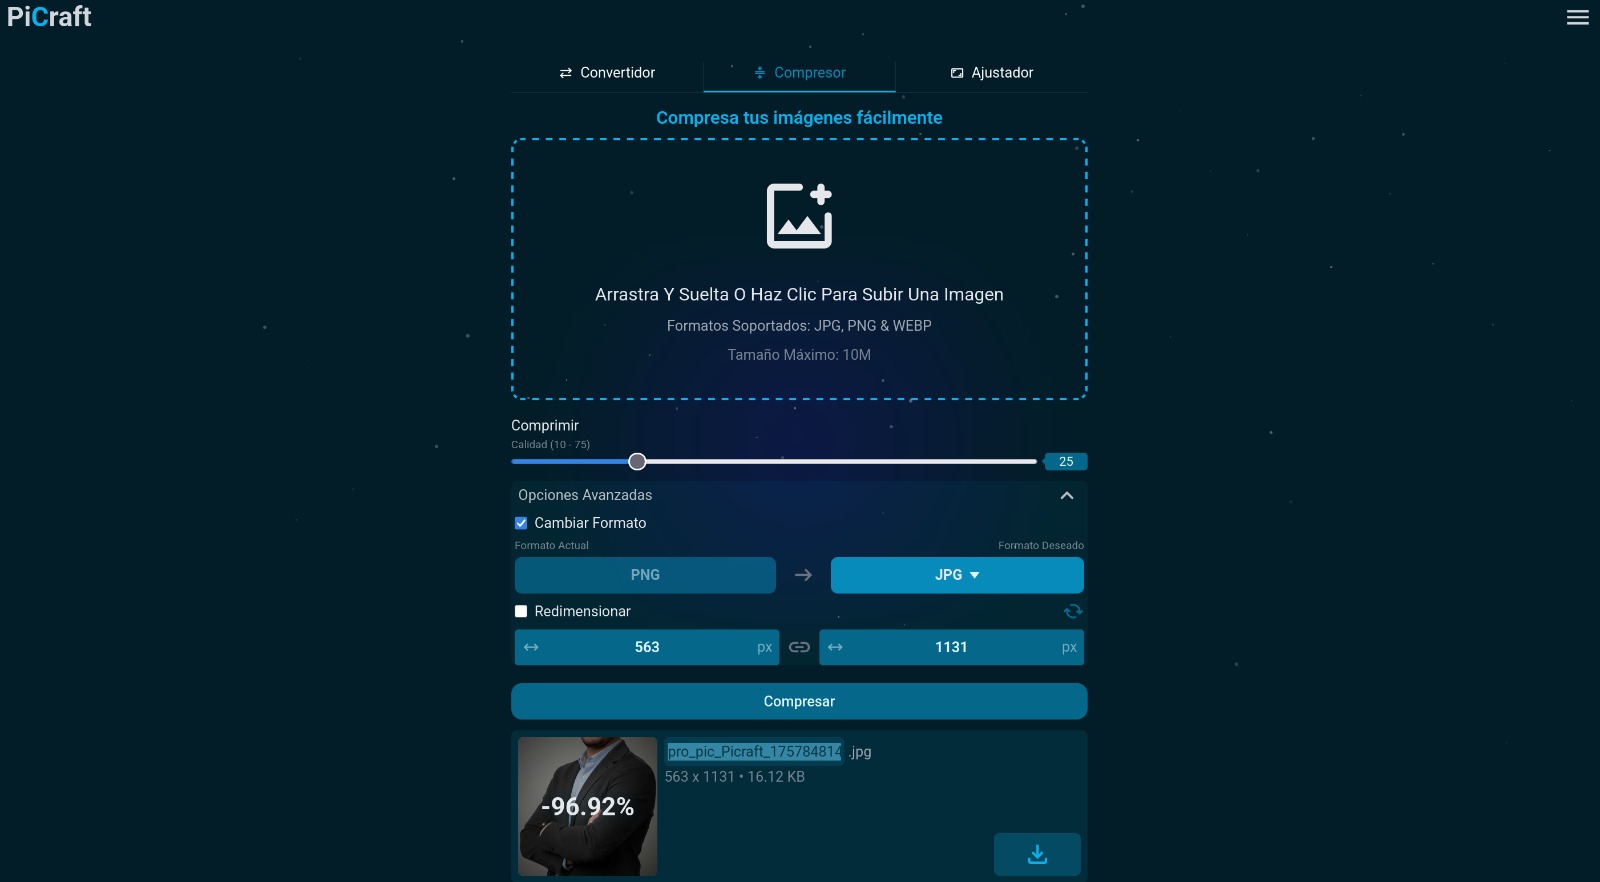 PiCraft
Convertidor
Compresor
Ajustador
Compresa tus imágenes fácilmente
Arrastra Y Suelta O Haz Clic Para Subir Una Imagen
Formatos Soportados: JPG, PNG & WEBP
Tamaño Máximo: 10M
Comprimir
Calidad (10 - 75)
25
Opciones Avanzadas
Cambiar Formato
Formato Actual
Formato Deseado
PNG
JPG
Redimensionar
563 px
1131 px
Compresar
pro_pic_Picraft_175784814 .jpg
563 x 1131 • 16.12 KB
-96.92%